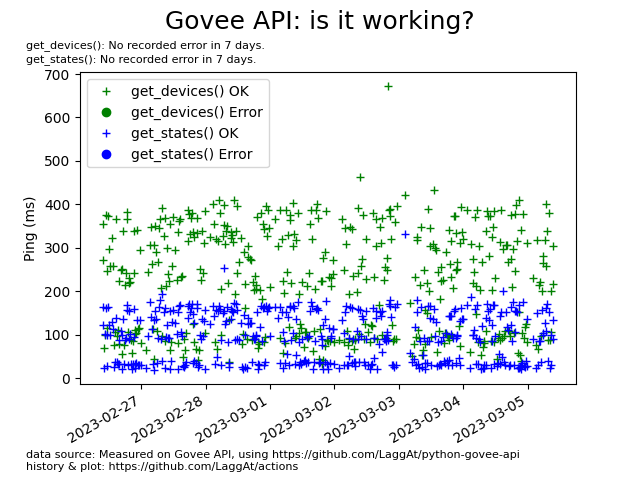 Govee API: is it working?
get_devices(): No recorded error in 7 days.
get_states(): No recorded error in 7 days.
700
600
500
400
300
200
100
0
Ping (ms)
get_devices() OK
get_devices() Error
get_states() OK
get_states() Error
2023-02-27
2023-02-28
2023-03-01
2023-03-02
2023-03-03
2023-03-04
2023-03-05
data source: Measured on Govee API, using https://github.com/LaggAt/python-govee-api
history & plot: https://github.com/LaggAt/actions